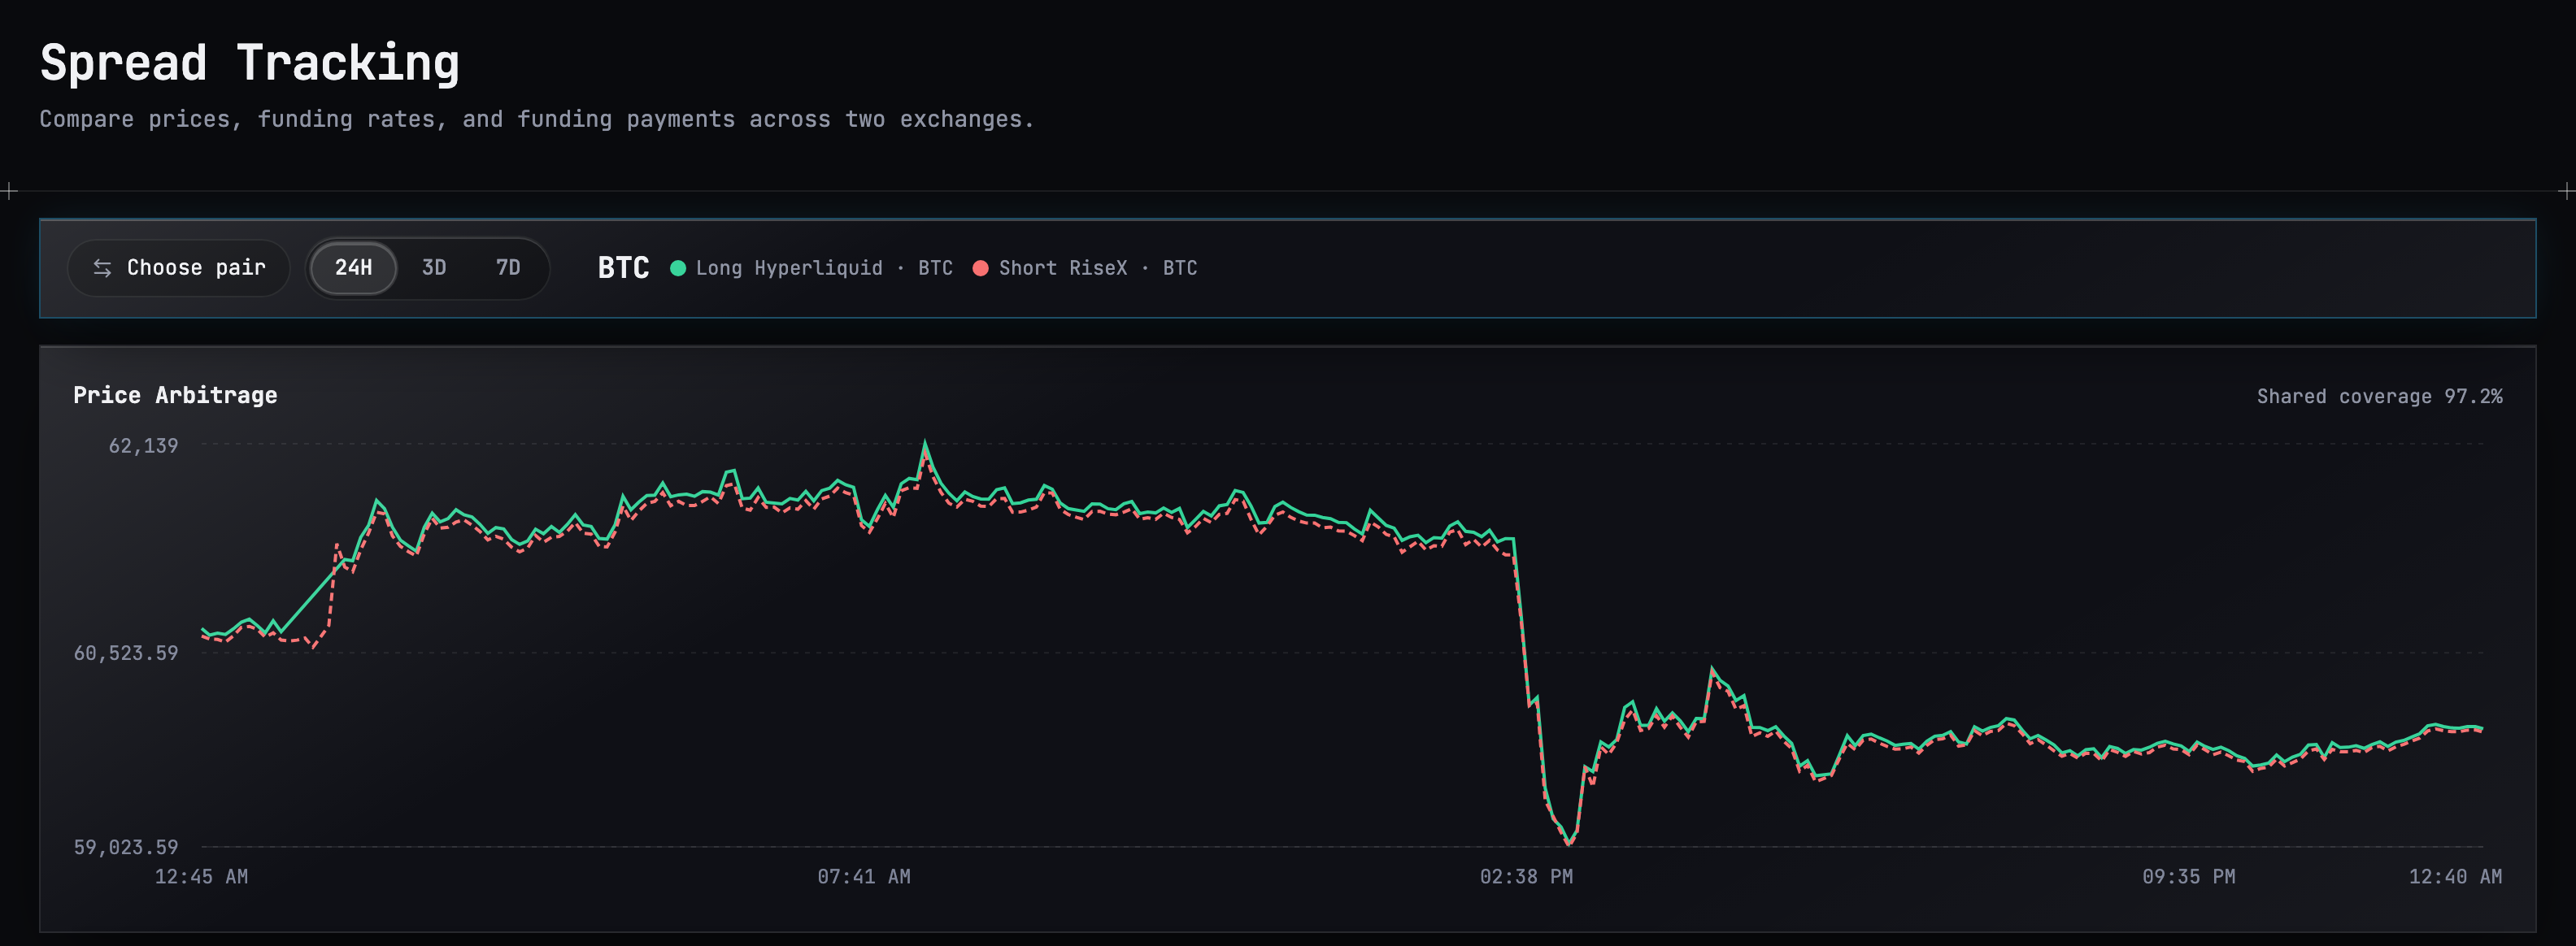 Spread Tracking
Compare prices, funding rates, and funding payments across two exchanges.
Choose pair 24H 3D 7D BTC Long Hyperliquid · BTC Short RiseX · BTC
Price Arbitrage Shared coverage 97.2%
62,139
60,523.59
59,023.59
12:45 AM 07:41 AM 02:38 PM 09:35 PM 12:40 AM